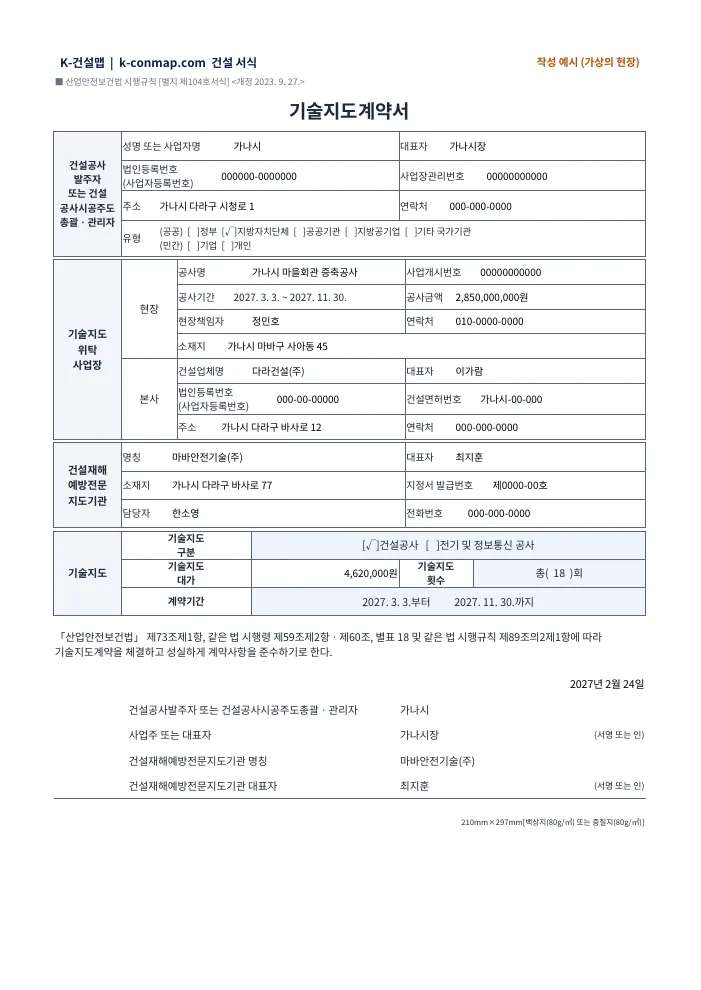 K-건설맵 | k-conmap.com 건설 서식
작성 예시 (가상의 현장)
■ 산업안전보건법 시행규칙 [별지 제104호서식] <개정 2023. 9. 27.>
기술지도계약서
건설공사
발주자
또는 건설
공사시공주도
총괄ㆍ관리자
성명 또는 사업자명 가나시
대표자 가나시장
법인등록번호
(사업자등록번호) 000000-0000000
사업장관리번호 00000000000
주소 가나시 다라구 시청로 1
연락처 000-000-0000
유형
(공공) [ ]정부 [√]지방자치단체 [ ]공공기관 [ ]지방공기업 [ ]기타 국가기관
(민간) [ ]기업 [ ]개인
기술지도
위탁
사업장
현장
공사명 가나시 마을회관 증축공사
사업개시번호 00000000000
공사기간 2027. 3. 3. ~ 2027. 11. 30.
공사금액 2,850,000,000원
현장책임자 정민호
연락처 010-0000-0000
소재지 가나시 마바구 사아동 45
본사
건설업체명 다라건설(주)
대표자 이가람
법인등록번호
(사업자등록번호) 000-00-00000
건설면허번호 가나시-00-000
주소 가나시 다라구 바사로 12
연락처 000-000-0000
건설재해
예방전문
지도기관
명칭 마바안전기술(주)
대표자 최지훈
소재지 가나시 다라구 바사로 77
지정서 발급번호 제0000-00호
담당자 한소영
전화번호 000-000-0000
기술지도
기술지도
구분
[√]건설공사 [ ]전기 및 정보통신 공사
기술지도
대가
4,620,000원
기술지도
횟수
총( 18 )회
계약기간
2027. 3. 3.부터 2027. 11. 30.까지
「산업안전보건법」 제73조제1항, 같은 법 시행령 제59조제2항ㆍ제60조, 별표 18 및 같은 법 시행규칙 제89조의2제1항에 따라
기술지도계약을 체결하고 성실하게 계약사항을 준수하기로 한다.
2027년 2월 24일
건설공사발주자 또는 건설공사시공주도총괄ㆍ관리자 가나시
사업주 또는 대표자 가나시장 (서명 또는 인)
건설재해예방전문지도기관 명칭 마바안전기술(주)
건설재해예방전문지도기관 대표자 최지훈 (서명 또는 인)
210mm×297mm[백상지(80g/㎡) 또는 중질지(80g/㎡)]